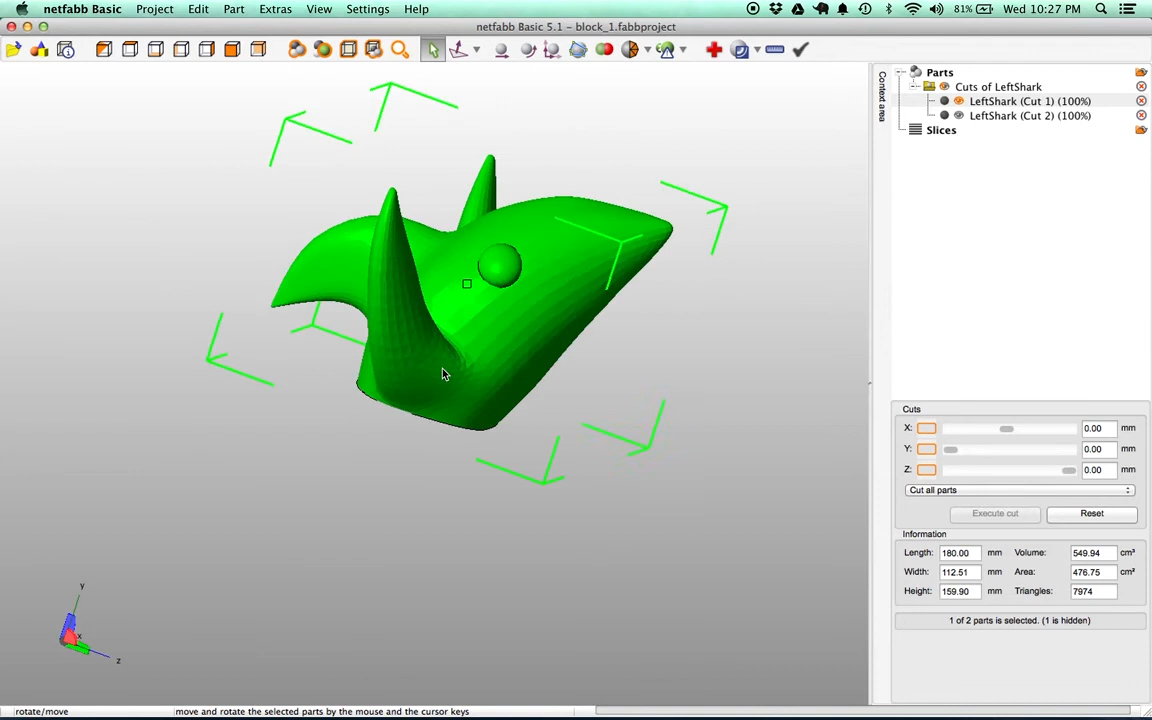 netfabb Basic Project Edit Part Extras View Settings Help 81% Wed 10:27 PM
netfabb Basic 5.1 - block_1.fabbproject
Context area
Parts
Cuts of LeftShark
LeftShark (Cut 1) (100%)
LeftShark (Cut 2) (100%)
Slices
Cuts
X: 0.00 mm
Y: 0.00 mm
Z: 0.00 mm
Cut all parts
Execute cut Reset
Information
Length: 180.00 mm Volume: 549.94 cm³
Width: 112.51 mm Area: 476.75 cm²
Height: 159.90 mm Triangles: 7974
1 of 2 parts is selected. (1 is hidden)
y
x
z
rotate/move move and rotate the selected parts by the mouse and the cursor keys